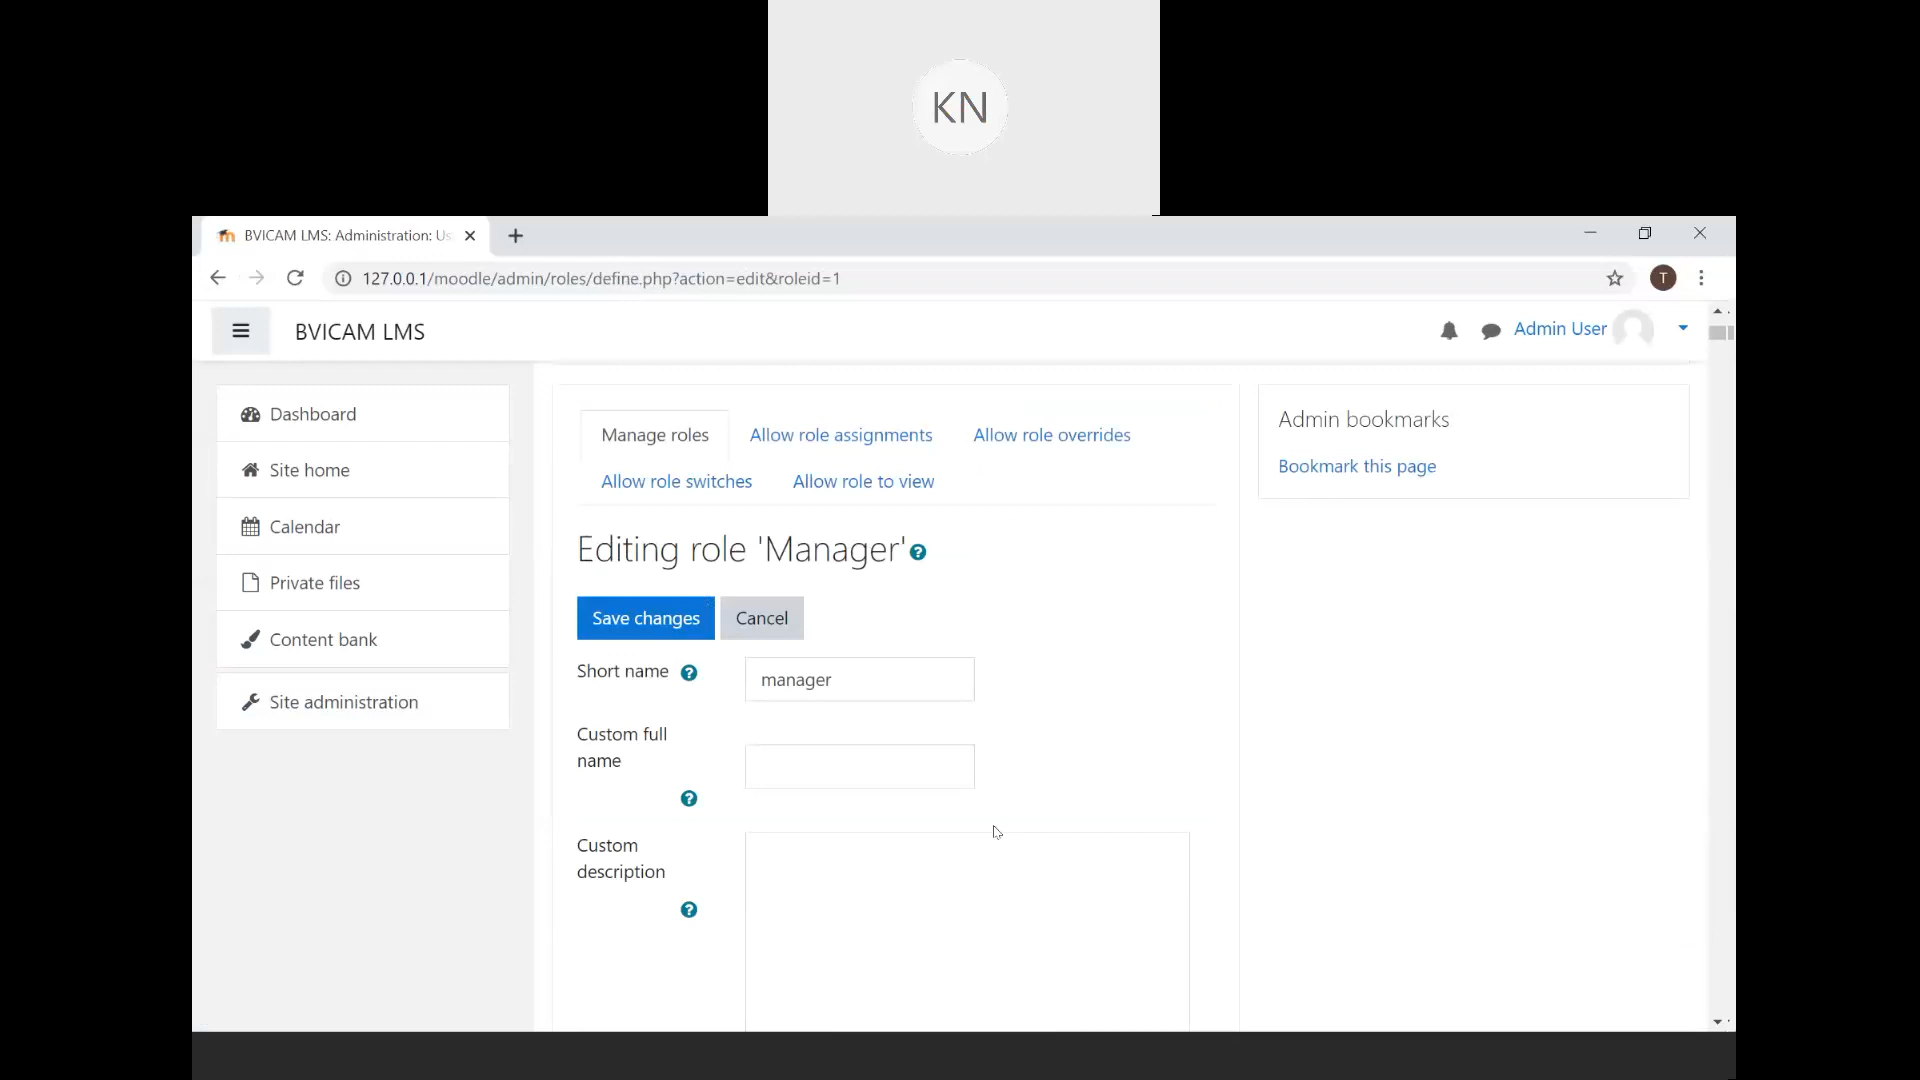 KN
BVICAM LMS: Administration: Us
127.0.0.1/moodle/admin/roles/define.php?action=edit&roleid=1
T
BVICAM LMS
Admin User
Dashboard
Site home
Calendar
Private files
Content bank
Site administration
Manage roles
Allow role assignments
Allow role overrides
Allow role switches
Allow role to view
Editing role 'Manager'
Save changes
Cancel
Short name
manager
Custom full
name
Custom
description
Admin bookmarks
Bookmark this page